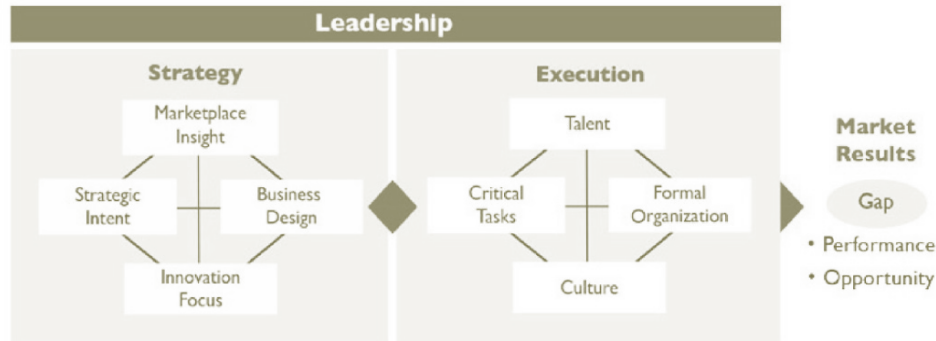 Leadership
Strategy
Marketplace
Insight
Strategic
Intent
Business
Design
Innovation
Focus
Execution
Talent
Critical
Tasks
Formal
Organization
Culture
Market
Results
Gap
• Performance
• Opportunity